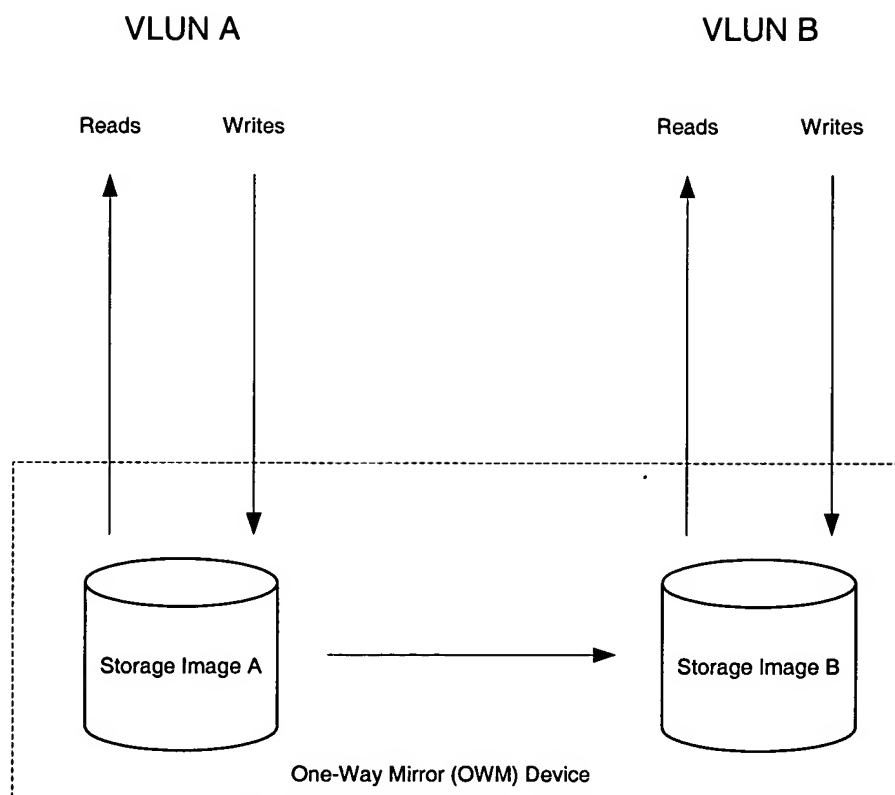 VLUN A
VLUN B
Reads
Writes
Reads
Writes
Storage Image A
Storage Image B
One-Way Mirror (OWM) Device